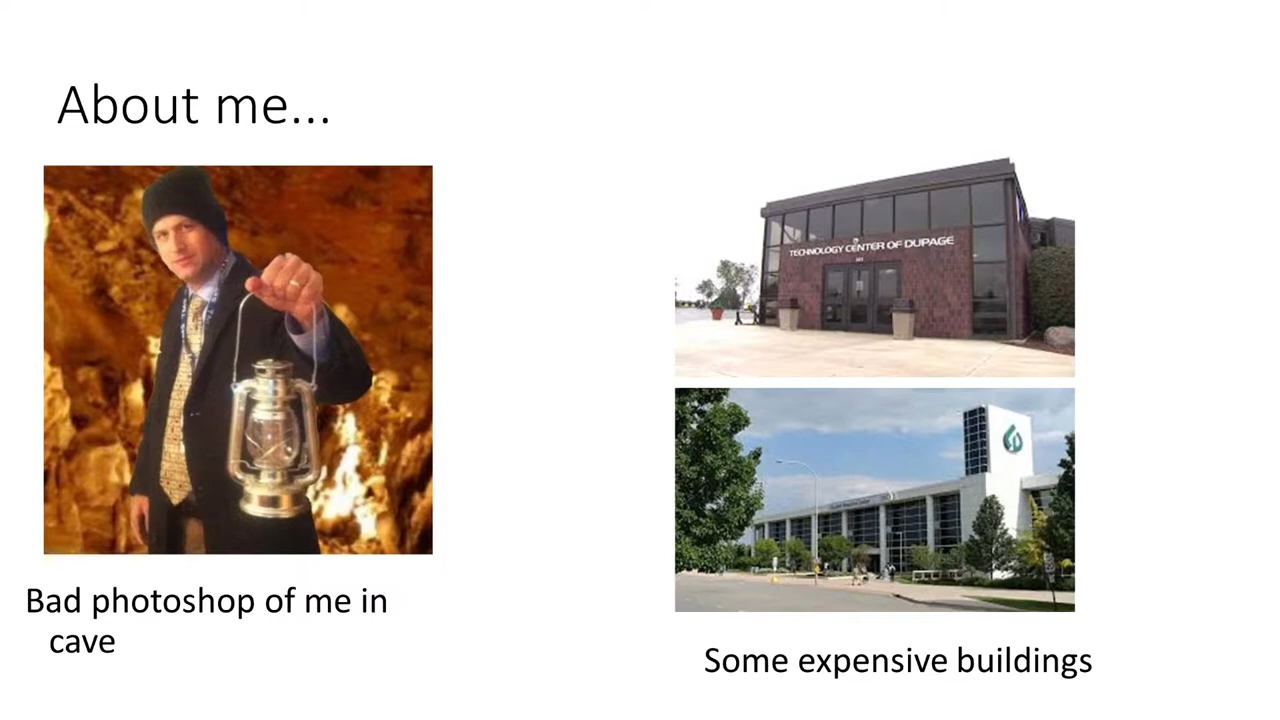 About me...
TECHNOLOGY CENTER OF DUPAGE
Bad photoshop of me in
cave
Some expensive buildings